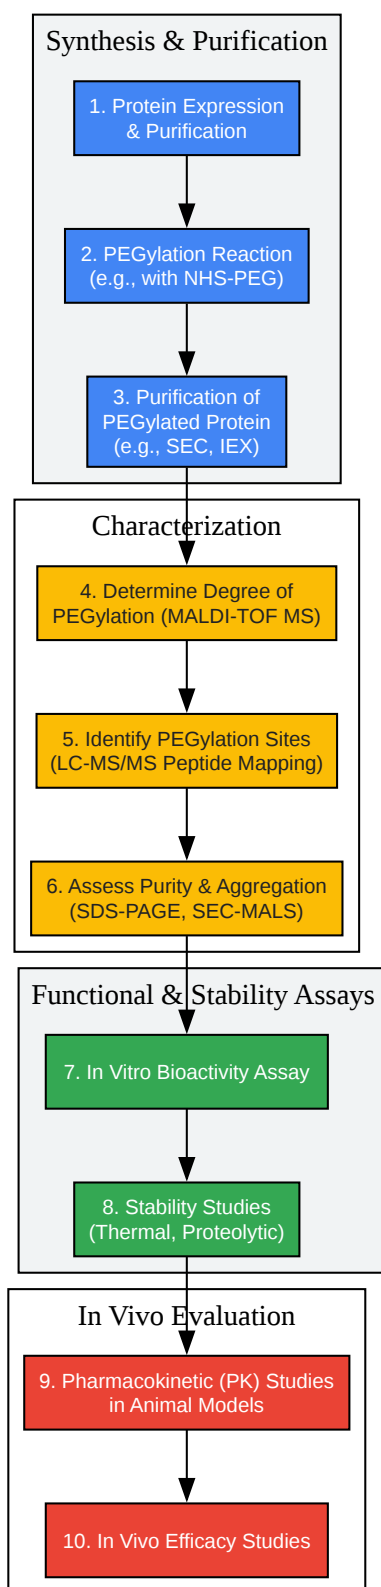 Synthesis & Purification
1. Protein Expression
& Purification
2. PEGylation Reaction
(e.g., with NHS-PEG)
3. Purification of
PEGylated Protein
(e.g., SEC, IEX)
Characterization
4. Determine Degree of
PEGylation (MALDI-TOF MS)
5. Identify PEGylation Sites
(LC-MS/MS Peptide Mapping)
6. Assess Purity & Aggregation
(SDS-PAGE, SEC-MALS)
Functional & Stability Assays
7. In Vitro Bioactivity Assay
8. Stability Studies
(Thermal, Proteolytic)
In Vivo Evaluation
9. Pharmacokinetic (PK) Studies
in Animal Models
10. In Vivo Efficacy Studies